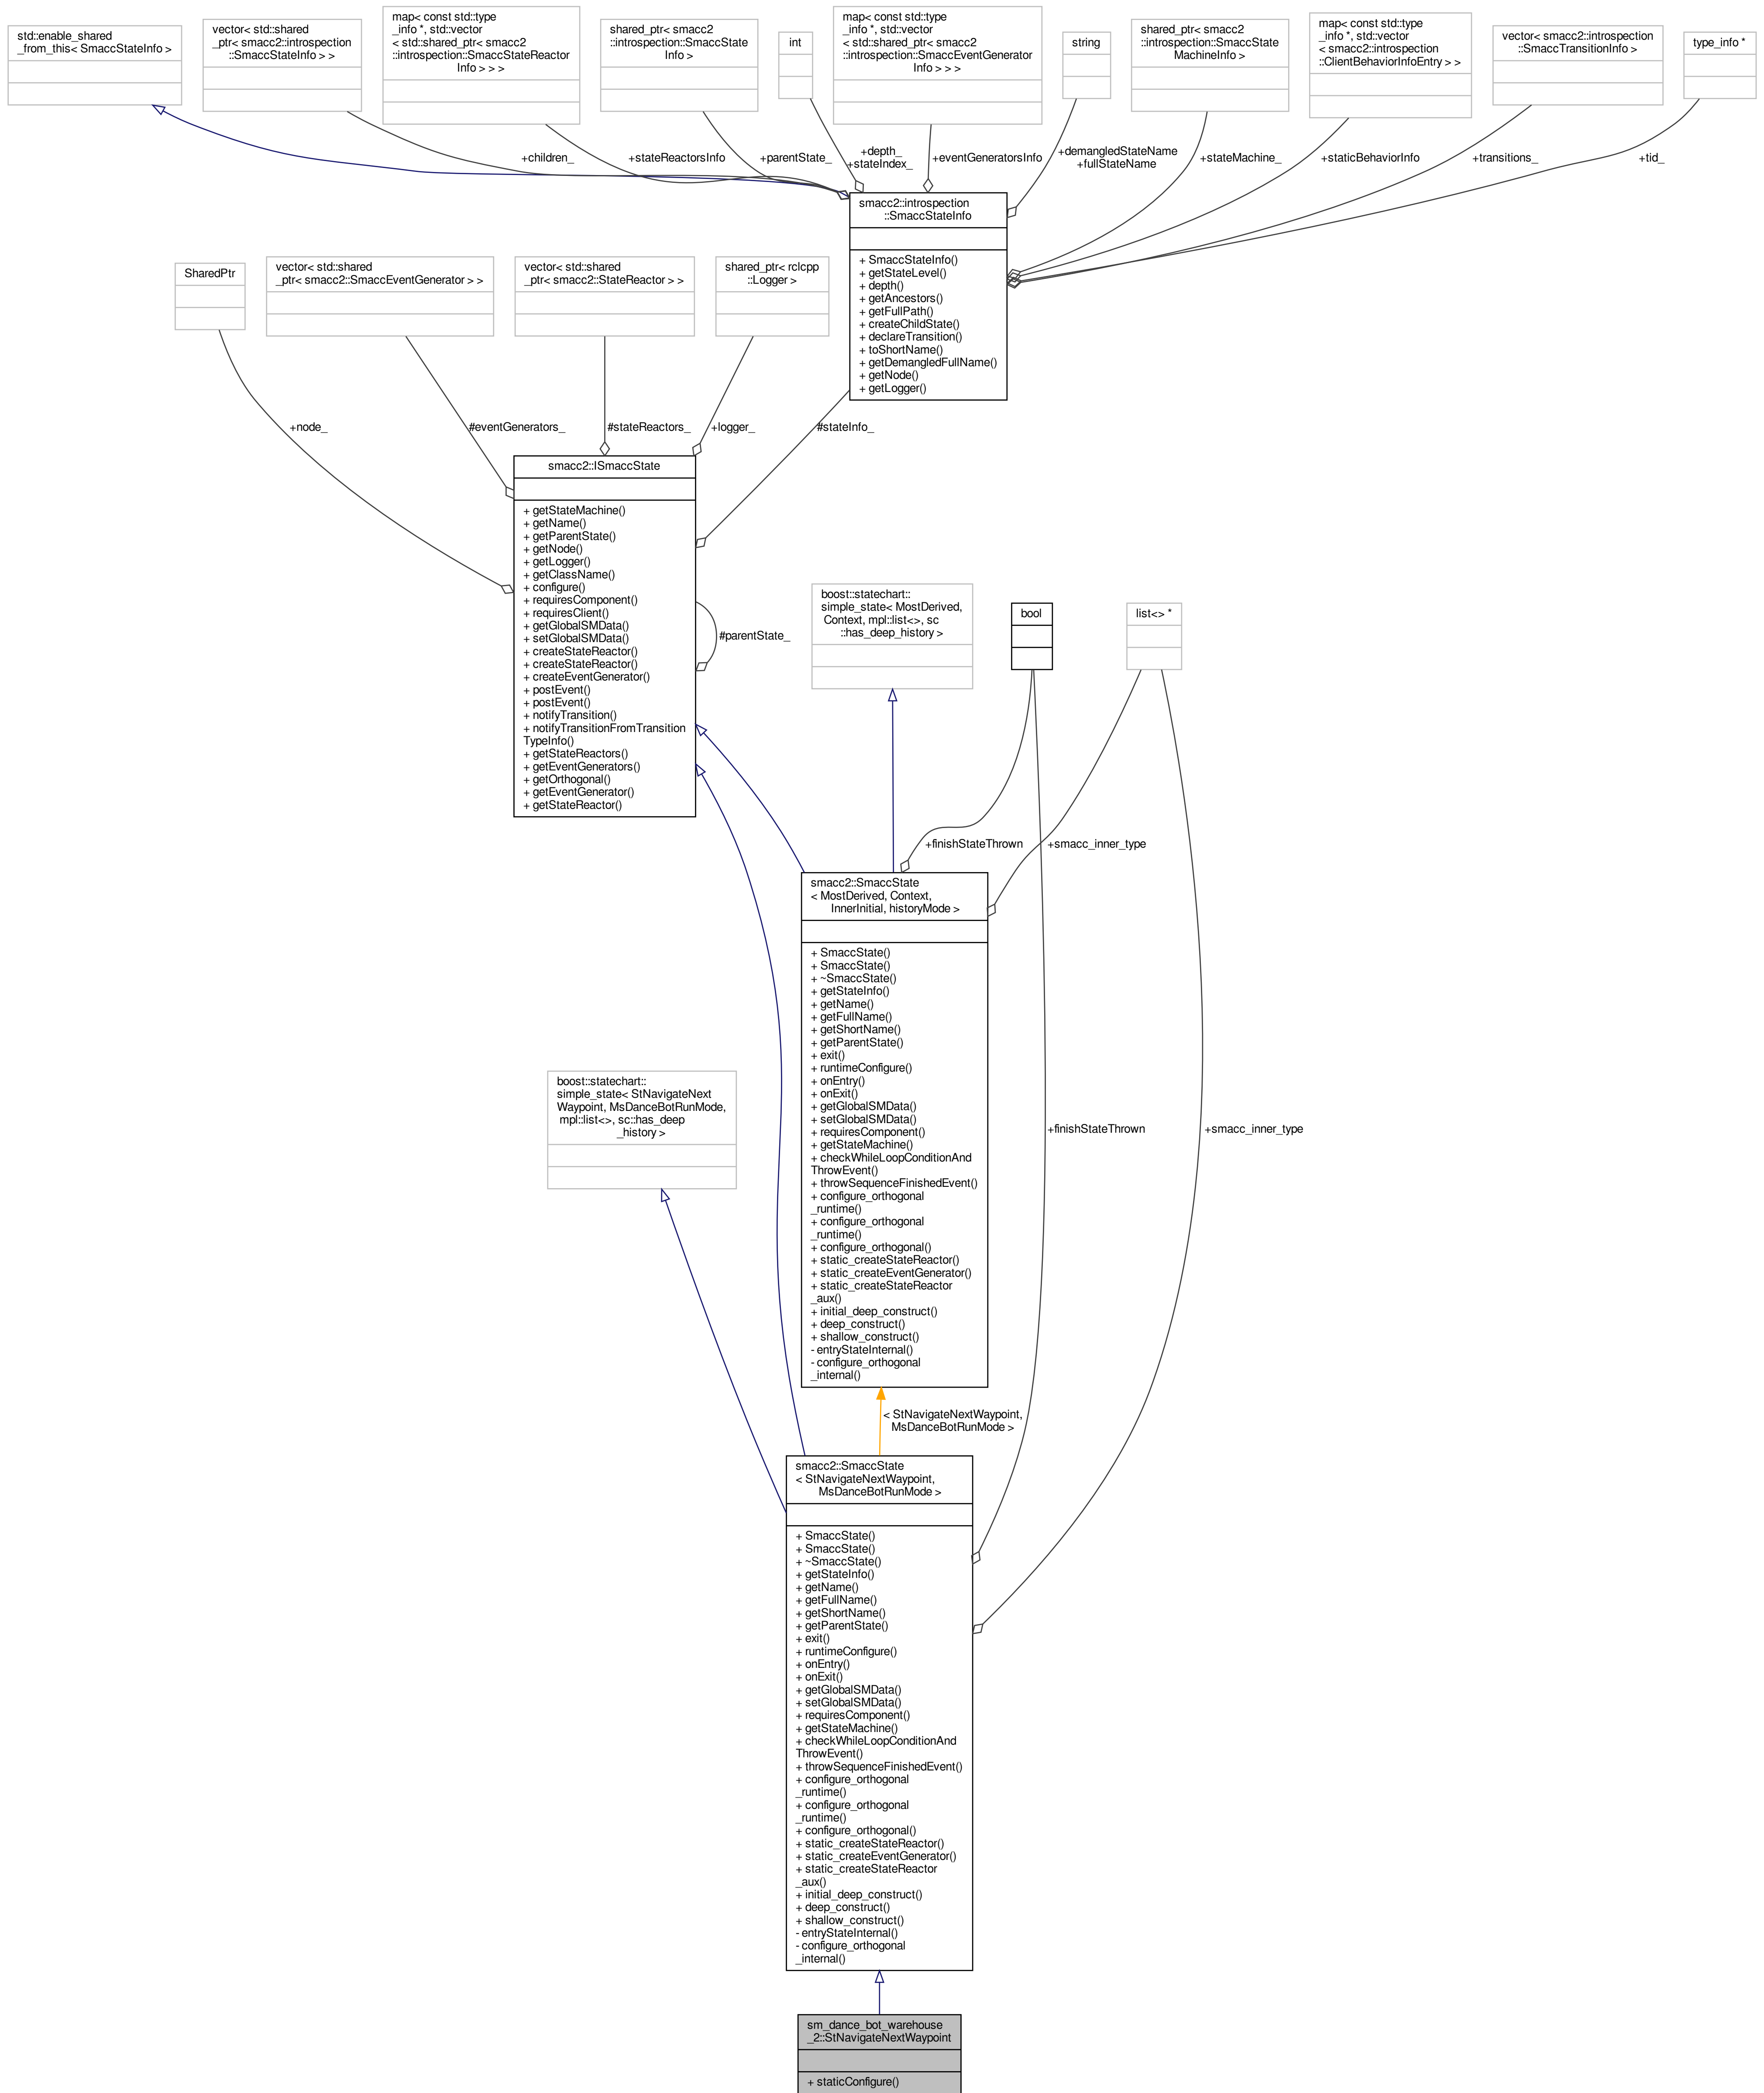 std::enable_shared
_from_this< SmaccStateInfo >
vector< std::shared
_ptr< smacc2::introspection
::SmaccStateInfo > >
map< const std::type
_info *, std::vector
< std::shared_ptr< smacc2
::introspection::SmaccStateReactor
Info > > >
shared_ptr< smacc2
::introspection::SmaccState
Info >
int
map< const std::type
_info *, std::vector
< std::shared_ptr< smacc2
::introspection::SmaccEventGenerator
Info > > >
string
shared_ptr< smacc2
::introspection::SmaccState
MachineInfo >
map< const std::type
_info *, std::vector
< smacc2::introspection
::ClientBehaviorInfoEntry > >
vector< smacc2::introspection
::SmaccTransitionInfo >
type_info *
+children_
+stateReactorsInfo
+parentState_
+depth_
+stateIndex_
+eventGeneratorsInfo
+demangledStateName
+fullStateName
+stateMachine_
+staticBehaviorInfo
+transitions_
+tid_
smacc2::introspection
::SmaccStateInfo
+ SmaccStateInfo()
+ getStateLevel()
+ depth()
+ getAncestors()
+ getFullPath()
+ createChildState()
+ declareTransition()
+ toShortName()
+ getDemangledFullName()
+ getNode()
+ getLogger()
SharedPtr
vector< std::shared
_ptr< smacc2::SmaccEventGenerator > >
vector< std::shared
_ptr< smacc2::StateReactor > >
shared_ptr< rclcpp
::Logger >
+node_
#eventGenerators_
#stateReactors_
+logger_
#stateInfo_
smacc2::ISmaccState
+ getStateMachine()
+ getName()
+ getParentState()
+ getNode()
+ getLogger()
+ getClassName()
+ configure()
+ requiresComponent()
+ requiresClient()
+ getGlobalSMData()
+ setGlobalSMData()
+ createStateReactor()
+ createStateReactor()
+ createEventGenerator()
+ postEvent()
+ postEvent()
+ notifyTransition()
+ notifyTransitionFromTransition
TypeInfo()
+ getStateReactors()
+ getEventGenerators()
+ getOrthogonal()
+ getEventGenerator()
+ getStateReactor()
#parentState_
boost::statechart::
simple_state< MostDerived,
Context, mpl::list<>, sc
::has_deep_history >
bool
list<> *
+finishStateThrown
+smacc_inner_type
smacc2::SmaccState
< MostDerived, Context,
InnerInitial, historyMode >
+ SmaccState()
+ SmaccState()
+ ~SmaccState()
+ getStateInfo()
+ getName()
+ getFullName()
+ getShortName()
+ getParentState()
+ exit()
+ runtimeConfigure()
+ onEntry()
+ onExit()
+ getGlobalSMData()
+ setGlobalSMData()
+ requiresComponent()
+ getStateMachine()
+ checkWhileLoopConditionAnd
ThrowEvent()
+ throwSequenceFinishedEvent()
+ configure_orthogonal
_runtime()
+ configure_orthogonal
_runtime()
+ configure_orthogonal()
+ static_createStateReactor()
+ static_createEventGenerator()
+ static_createStateReactor
_aux()
+ initial_deep_construct()
+ deep_construct()
+ shallow_construct()
- entryStateInternal()
- configure_orthogonal
_internal()
boost::statechart::
simple_state< StNavigateNext
Waypoint, MsDanceBotRunMode,
mpl::list<>, sc::has_deep
_history >
+finishStateThrown
+smacc_inner_type
< StNavigateNextWaypoint,
MsDanceBotRunMode >
smacc2::SmaccState
< StNavigateNextWaypoint,
MsDanceBotRunMode >
+ SmaccState()
+ SmaccState()
+ ~SmaccState()
+ getStateInfo()
+ getName()
+ getFullName()
+ getShortName()
+ getParentState()
+ exit()
+ runtimeConfigure()
+ onEntry()
+ onExit()
+ getGlobalSMData()
+ setGlobalSMData()
+ requiresComponent()
+ getStateMachine()
+ checkWhileLoopConditionAnd
ThrowEvent()
+ throwSequenceFinishedEvent()
+ configure_orthogonal
_runtime()
+ configure_orthogonal
_runtime()
+ configure_orthogonal()
+ static_createStateReactor()
+ static_createEventGenerator()
+ static_createStateReactor
_aux()
+ initial_deep_construct()
+ deep_construct()
+ shallow_construct()
- entryStateInternal()
- configure_orthogonal
_internal()
sm_dance_bot_warehouse
_2::StNavigateNextWaypoint
+ staticConfigure()